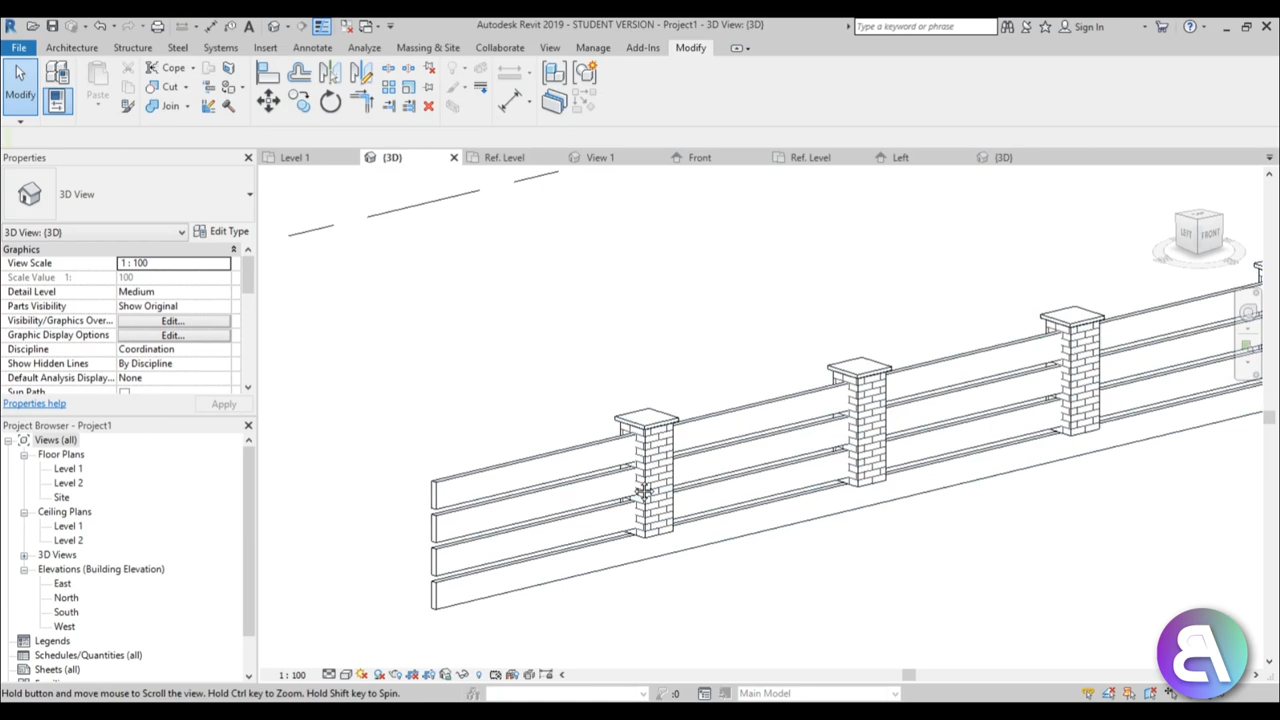 Autodesk Revit 2019 - STUDENT VERSION - Project1 - 3D View: {3D}
Type a keyword or phrase
Sign In
File Architecture Structure Steel Systems Insert Annotate Analyze Massing & Site Collaborate View Manage Add-Ins Modify
Modify
Paste
Cope
Cut
Join
Properties
Level 1
{3D}
Ref. Level
View 1
Front
Ref. Level
Left
{3D}
3D View
3D View: {3D}
Edit Type
Graphics
View Scale 1 : 100
Scale Value 1: 100
Detail Level Medium
Parts Visibility Show Original
Visibility/Graphics Over... Edit...
Graphic Display Options Edit...
Discipline Coordination
Show Hidden Lines By Discipline
Default Analysis Display... None
Sun Path
Properties help
Apply
Project Browser - Project1
Views (all)
Floor Plans
Level 1
Level 2
Site
Ceiling Plans
Level 1
Level 2
3D Views
Elevations (Building Elevation)
East
North
South
West
Legends
Schedules/Quantities (all)
Sheets (all)
LEFT
FRONT
1 : 100
Hold button and move mouse to Scroll the view. Hold Ctrl key to Zoom. Hold Shift key to Spin.
:0
Main Model